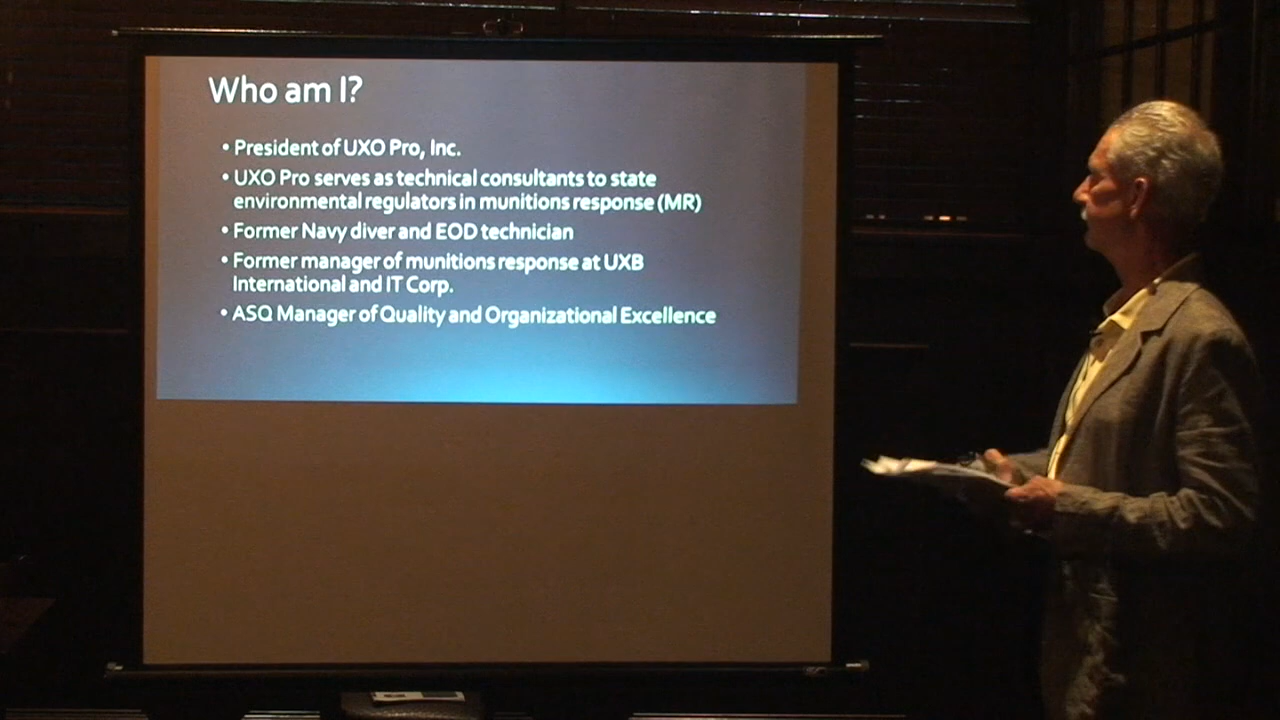 Who am I?
• President of UXO Pro, Inc.
• UXO Pro serves as technical consultants to state
environmental regulators in munitions response (MR)
• Former Navy diver and EOD technician
• Former manager of munitions response at UXB
International and IT Corp.
• ASQ Manager of Quality and Organizational Excellence